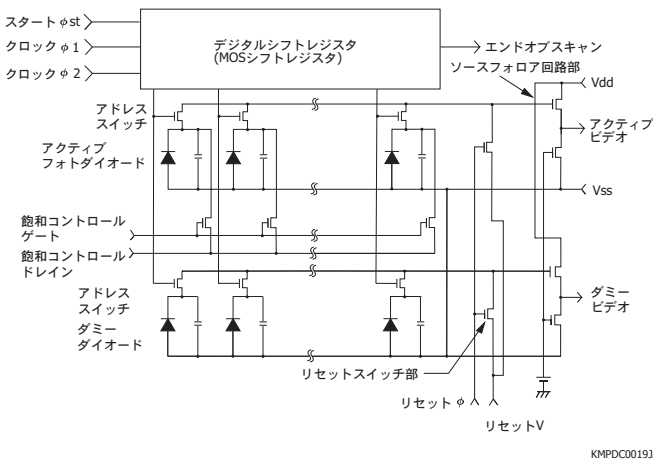 スタート φst
クロック φ1
クロック φ2
デジタルシフトレジスタ
(MOSシフトレジスタ)
エンドオブスキャン
ソースフォロア回路部
Vdd
アドレス
スイッチ
アクティブ
ビデオ
アクティブ
フォトダイオード
Vss
飽和コントロール
ゲート
飽和コントロール
ドレイン
アドレス
スイッチ
ダミー
ビデオ
ダミー
ダイオード
リセットスイッチ部
リセット φ
リセットV
KMPDC0019J